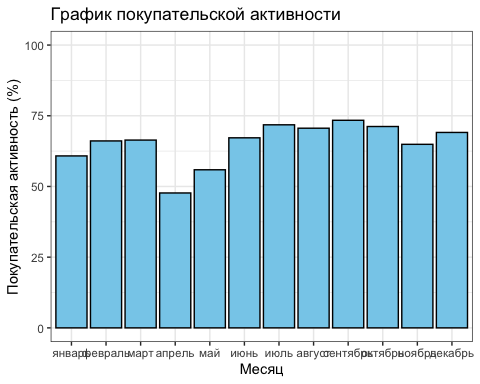 График покупательской активности
100
75
50
25
0
Покупательская активность (%)
январь февраль март апрель май июнь июль август сентябрь октябрь ноябрь декабрь
Месяц